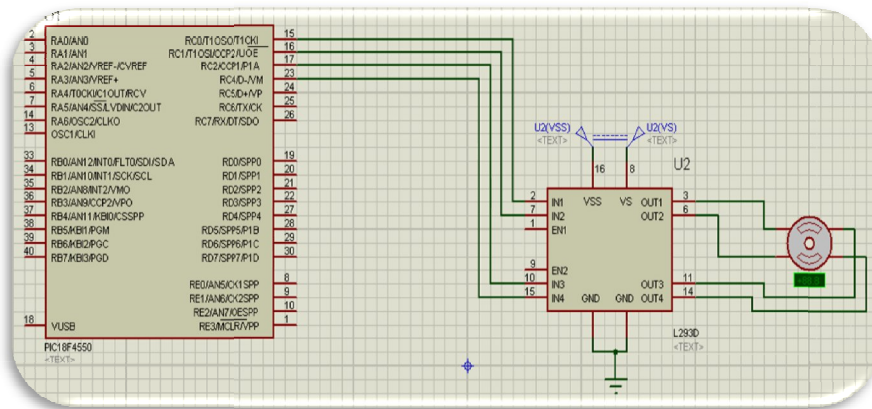 U1
2 RA0/AN0 RC0/T1OSO/T1CKI 15
3 RA1/AN1 RC1/T1OSI/CCP2/UOE 16
4 RA2/AN2/VREF-/CVREF RC2/CCP1/P1A 17
5 RA3/AN3/VREF+ RC4/D-/VM 23
6 RA4/T0CKI/C1OUT/RCV RC5/D+/VP 24
7 RA5/AN4/SS/LVDIN/C2OUT RC6/TX/CK 25
14 RA6/OSC2/CLKO RC7/RX/DT/SDO 26
13 OSC1/CLKI
33 RB0/AN12/INT0/FLT0/SDI/SDA RD0/SPP0 19
34 RB1/AN10/INT1/SCK/SCL RD1/SPP1 20
35 RB2/AN8/INT2/VMO RD2/SPP2 21
36 RB3/AN9/CCP2/VPO RD3/SPP3 22
37 RB4/AN11/KBI0/CSSPP RD4/SPP4 27
38 RB5/KBI1/PGM RD5/SPP5/P1B 28
39 RB6/KBI2/PGC RD6/SPP6/P1C 29
40 RB7/KBI3/PGD RD7/SPP7/P1D 30
RE0/AN5/CK1SPP 8
RE1/AN6/CK2SPP 9
RE2/AN7/OESPP 10
18 VUSB RE3/MCLR/VPP 1
PIC18F4550
<TEXT>
U2(VSS) U2(VS)
<TEXT> <TEXT>
16 8 U2
2 IN1 VSS VS OUT1 3
7 IN2 OUT2 6
1 EN1
9 EN2
10 IN3 OUT3 11
15 IN4 GND GND OUT4 14
L293D
<TEXT>